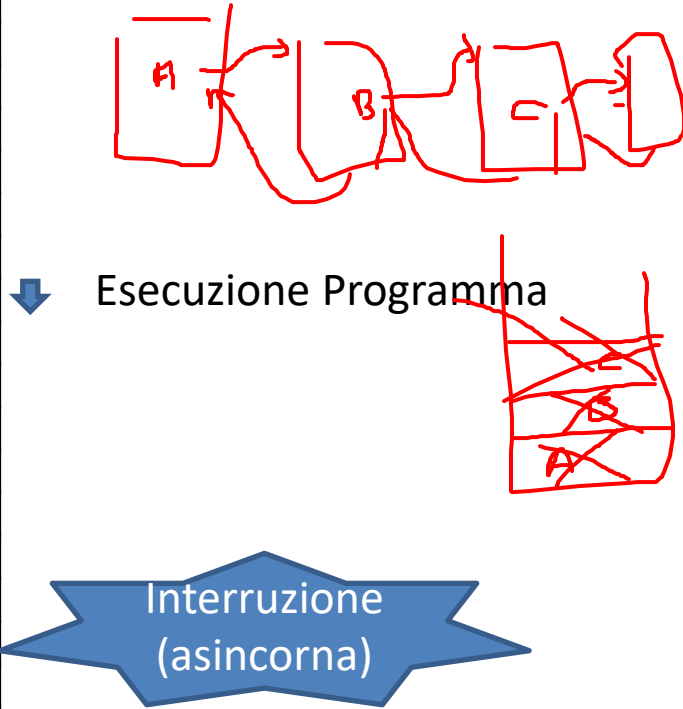 A B C
Esecuzione Programma
C
B
A
Interruzione
(asincorna)